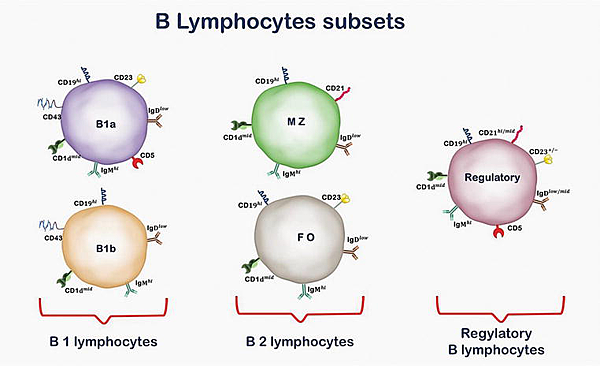 B Lymphocytes subsets
CD19hi
CD23
CD43
IgDlow
B1a
CD1dmid
CD5
IgMhi
CD19hi
CD21
MZ
IgDlow
CD1dmid
IgMhi
CD19hi
CD21hi/mid
CD23+/−
Regulatory
CD1dmid
IgDlow/mid
IgMhi
CD5
CD19hi
CD43
IgDlow
B1b
CD1dmid
IgMhi
CD19hi
CD23
FO
IgDlow
CD1dmid
IgMhi
B 1 lymphocytes
B 2 lymphocytes
Regylatory
B lymphocytes